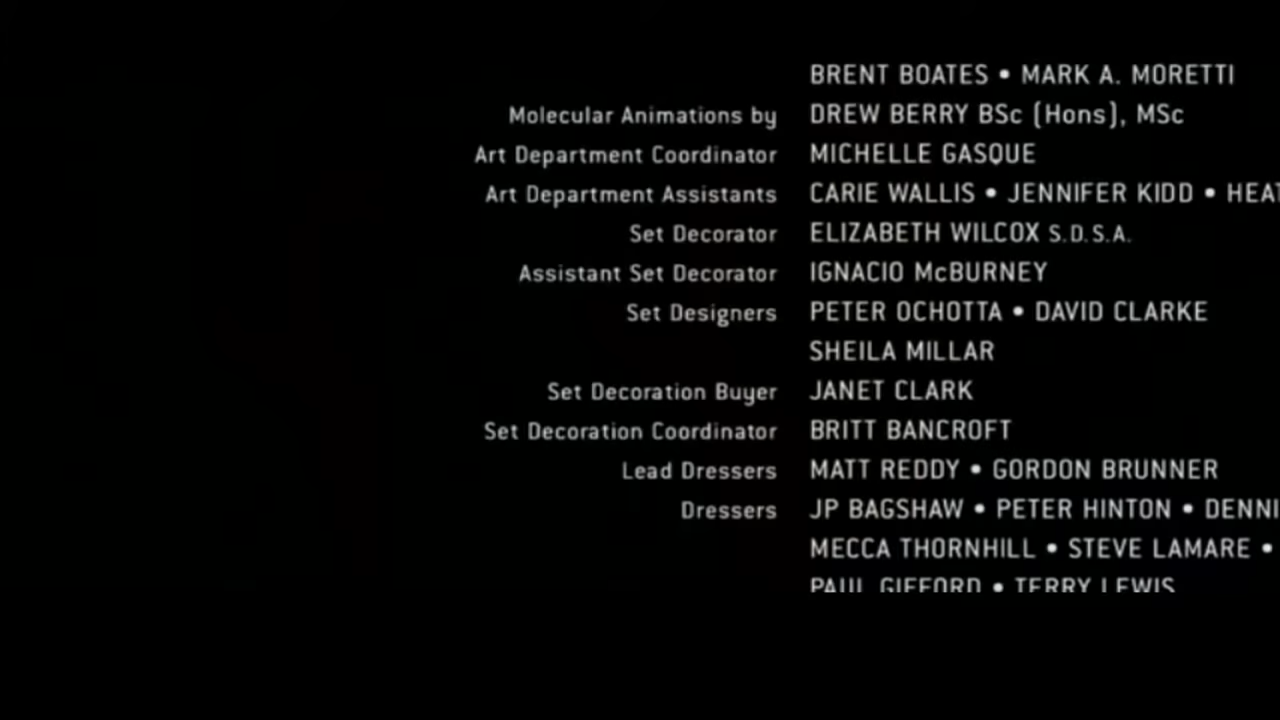 BRENT BOATES • MARK A. MORETTI
Molecular Animations by DREW BERRY BSc (Hons), MSc
Art Department Coordinator MICHELLE GASQUE
Art Department Assistants CARIE WALLIS • JENNIFER KIDD •
Set Decorator ELIZABETH WILCOX S.D.S.A.
Assistant Set Decorator IGNACIO McBURNEY
Set Designers PETER OCHOTTA • DAVID CLARKE
SHEILA MILLAR
Set Decoration Buyer JANET CLARK
Set Decoration Coordinator BRITT BANCROFT
Lead Dressers MATT REDDY • GORDON BRUNNER
Dressers JP BAGSHAW • PETER HINTON •
MECCA THORNHILL • STEVE LAMARE •
PAUL GIFFORD • TERRY LEWIS